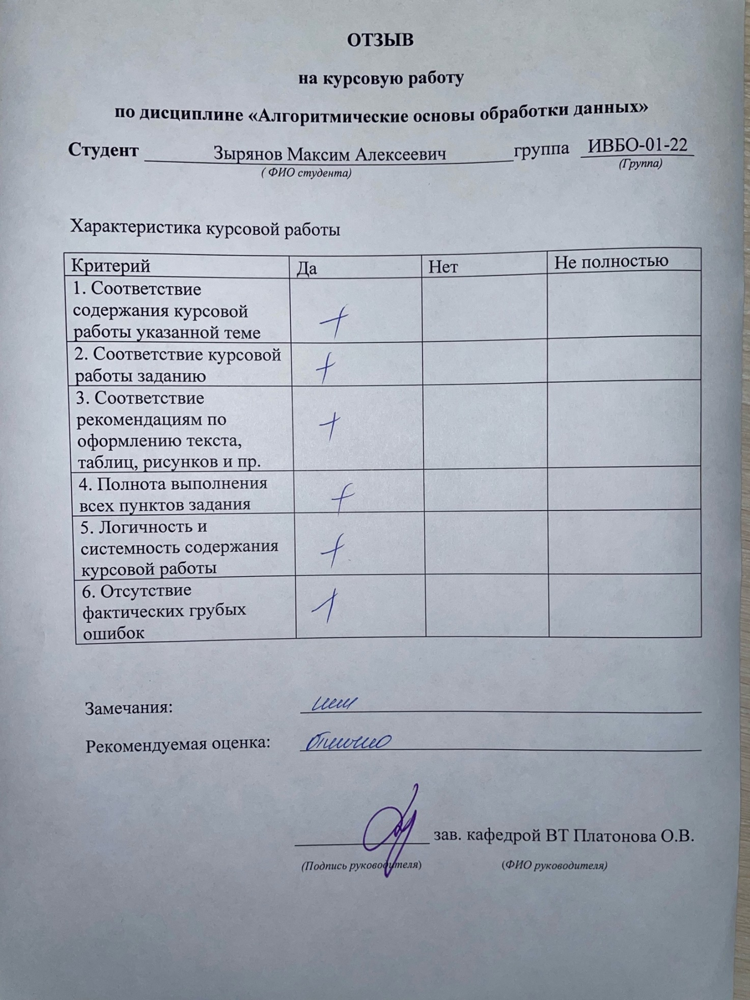 ОТЗЫВ
на курсовую работу
по дисциплине «Алгоритмические основы обработки данных»
Студент Зырянов Максим Алексеевич группа ИВБО-01-22
( ФИО студента) (Группа)
Характеристика курсовой работы
Критерий Да Нет Не полностью
1. Соответствие
содержания курсовой
работы указанной теме +
2. Соответствие курсовой
работы заданию +
3. Соответствие
рекомендациям по
оформлению текста,
таблиц, рисунков и пр. +
4. Полнота выполнения
всех пунктов задания +
5. Логичность и
системность содержания
курсовой работы +
6. Отсутствие
фактических грубых
ошибок +
Замечания:
Рекомендуемая оценка: отлично
зав. кафедрой ВТ Платонова О.В.
(Подпись руководителя) (ФИО руководителя)